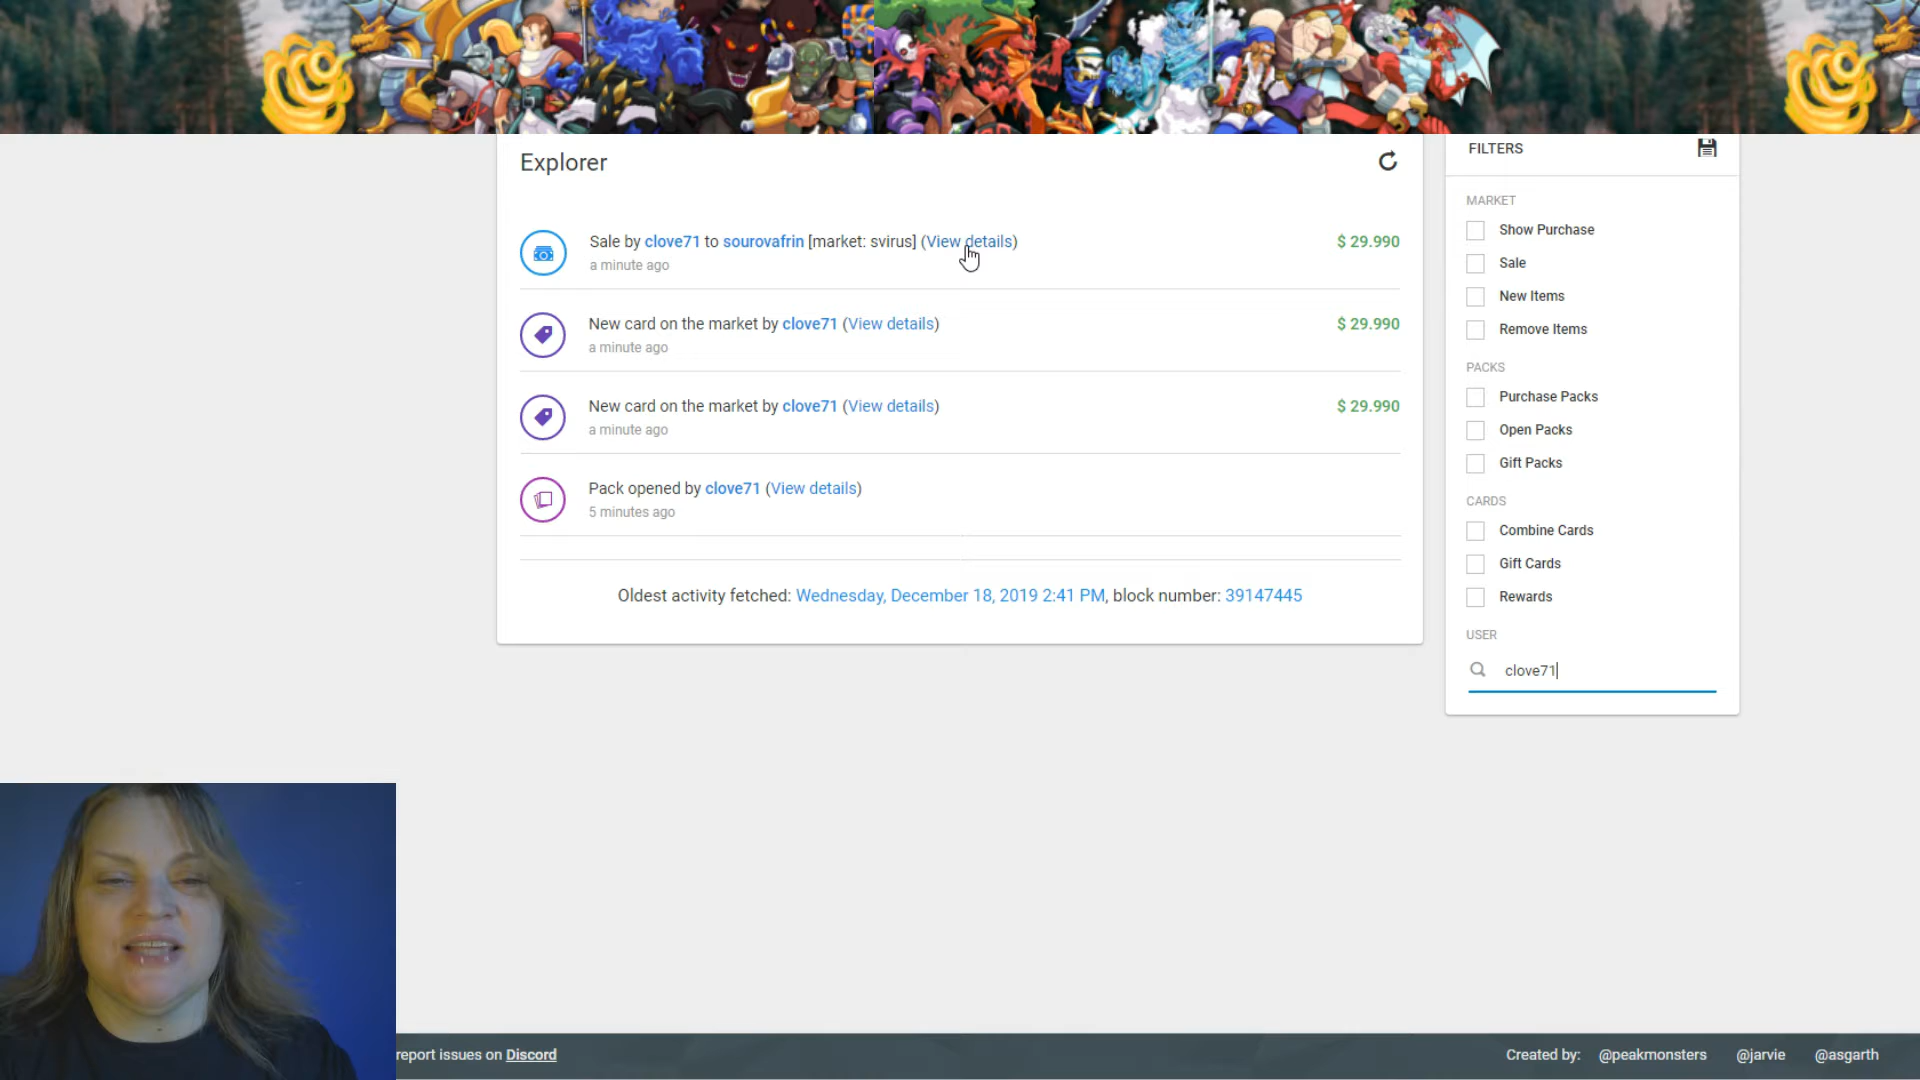 Explorer
Sale by clove71 to sourovafrin [market: svirus] (View details)
$ 29.990
a minute ago
New card on the market by clove71 (View details)
$ 29.990
a minute ago
New card on the market by clove71 (View details)
$ 29.990
a minute ago
Pack opened by clove71 (View details)
5 minutes ago
Oldest activity fetched: Wednesday, December 18, 2019 2:41 PM, block number: 39147445
FILTERS
MARKET
Show Purchase
Sale
New Items
Remove Items
PACKS
Purchase Packs
Open Packs
Gift Packs
CARDS
Combine Cards
Gift Cards
Rewards
USER
clove71
report issues on Discord
Created by: @peakmonsters @jarvie @asgarth